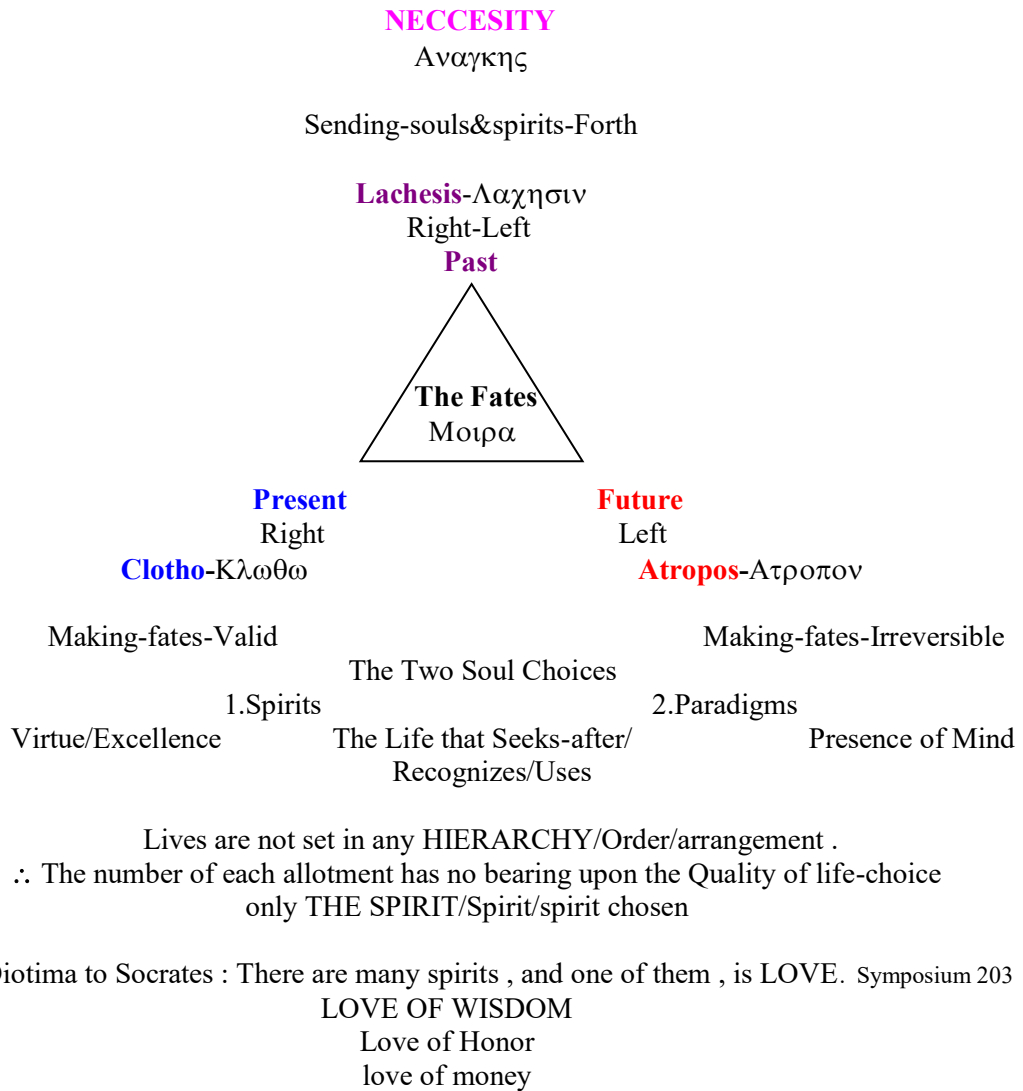 NECCESITY
Αναγκης
Sending-souls&spirits-Forth
Lachesis-Λαχησιν
Right-Left
Past
The Fates
Μοιρα
Present Future
Right Left
Clotho-Κλωθω Atropos-Ατροπον
Making-fates-Valid Making-fates-Irreversible
The Two Soul Choices
1.Spirits 2.Paradigms
Virtue/Excellence The Life that Seeks-after/ Presence of Mind
Recognizes/Uses
Lives are not set in any HIERARCHY/Order/arrangement .
∴ The number of each allotment has no bearing upon the Quality of life-choice
only THE SPIRIT/Spirit/spirit chosen
Diotima to Socrates : There are many spirits , and one of them , is LOVE. Symposium 203
LOVE OF WISDOM
Love of Honor
love of money